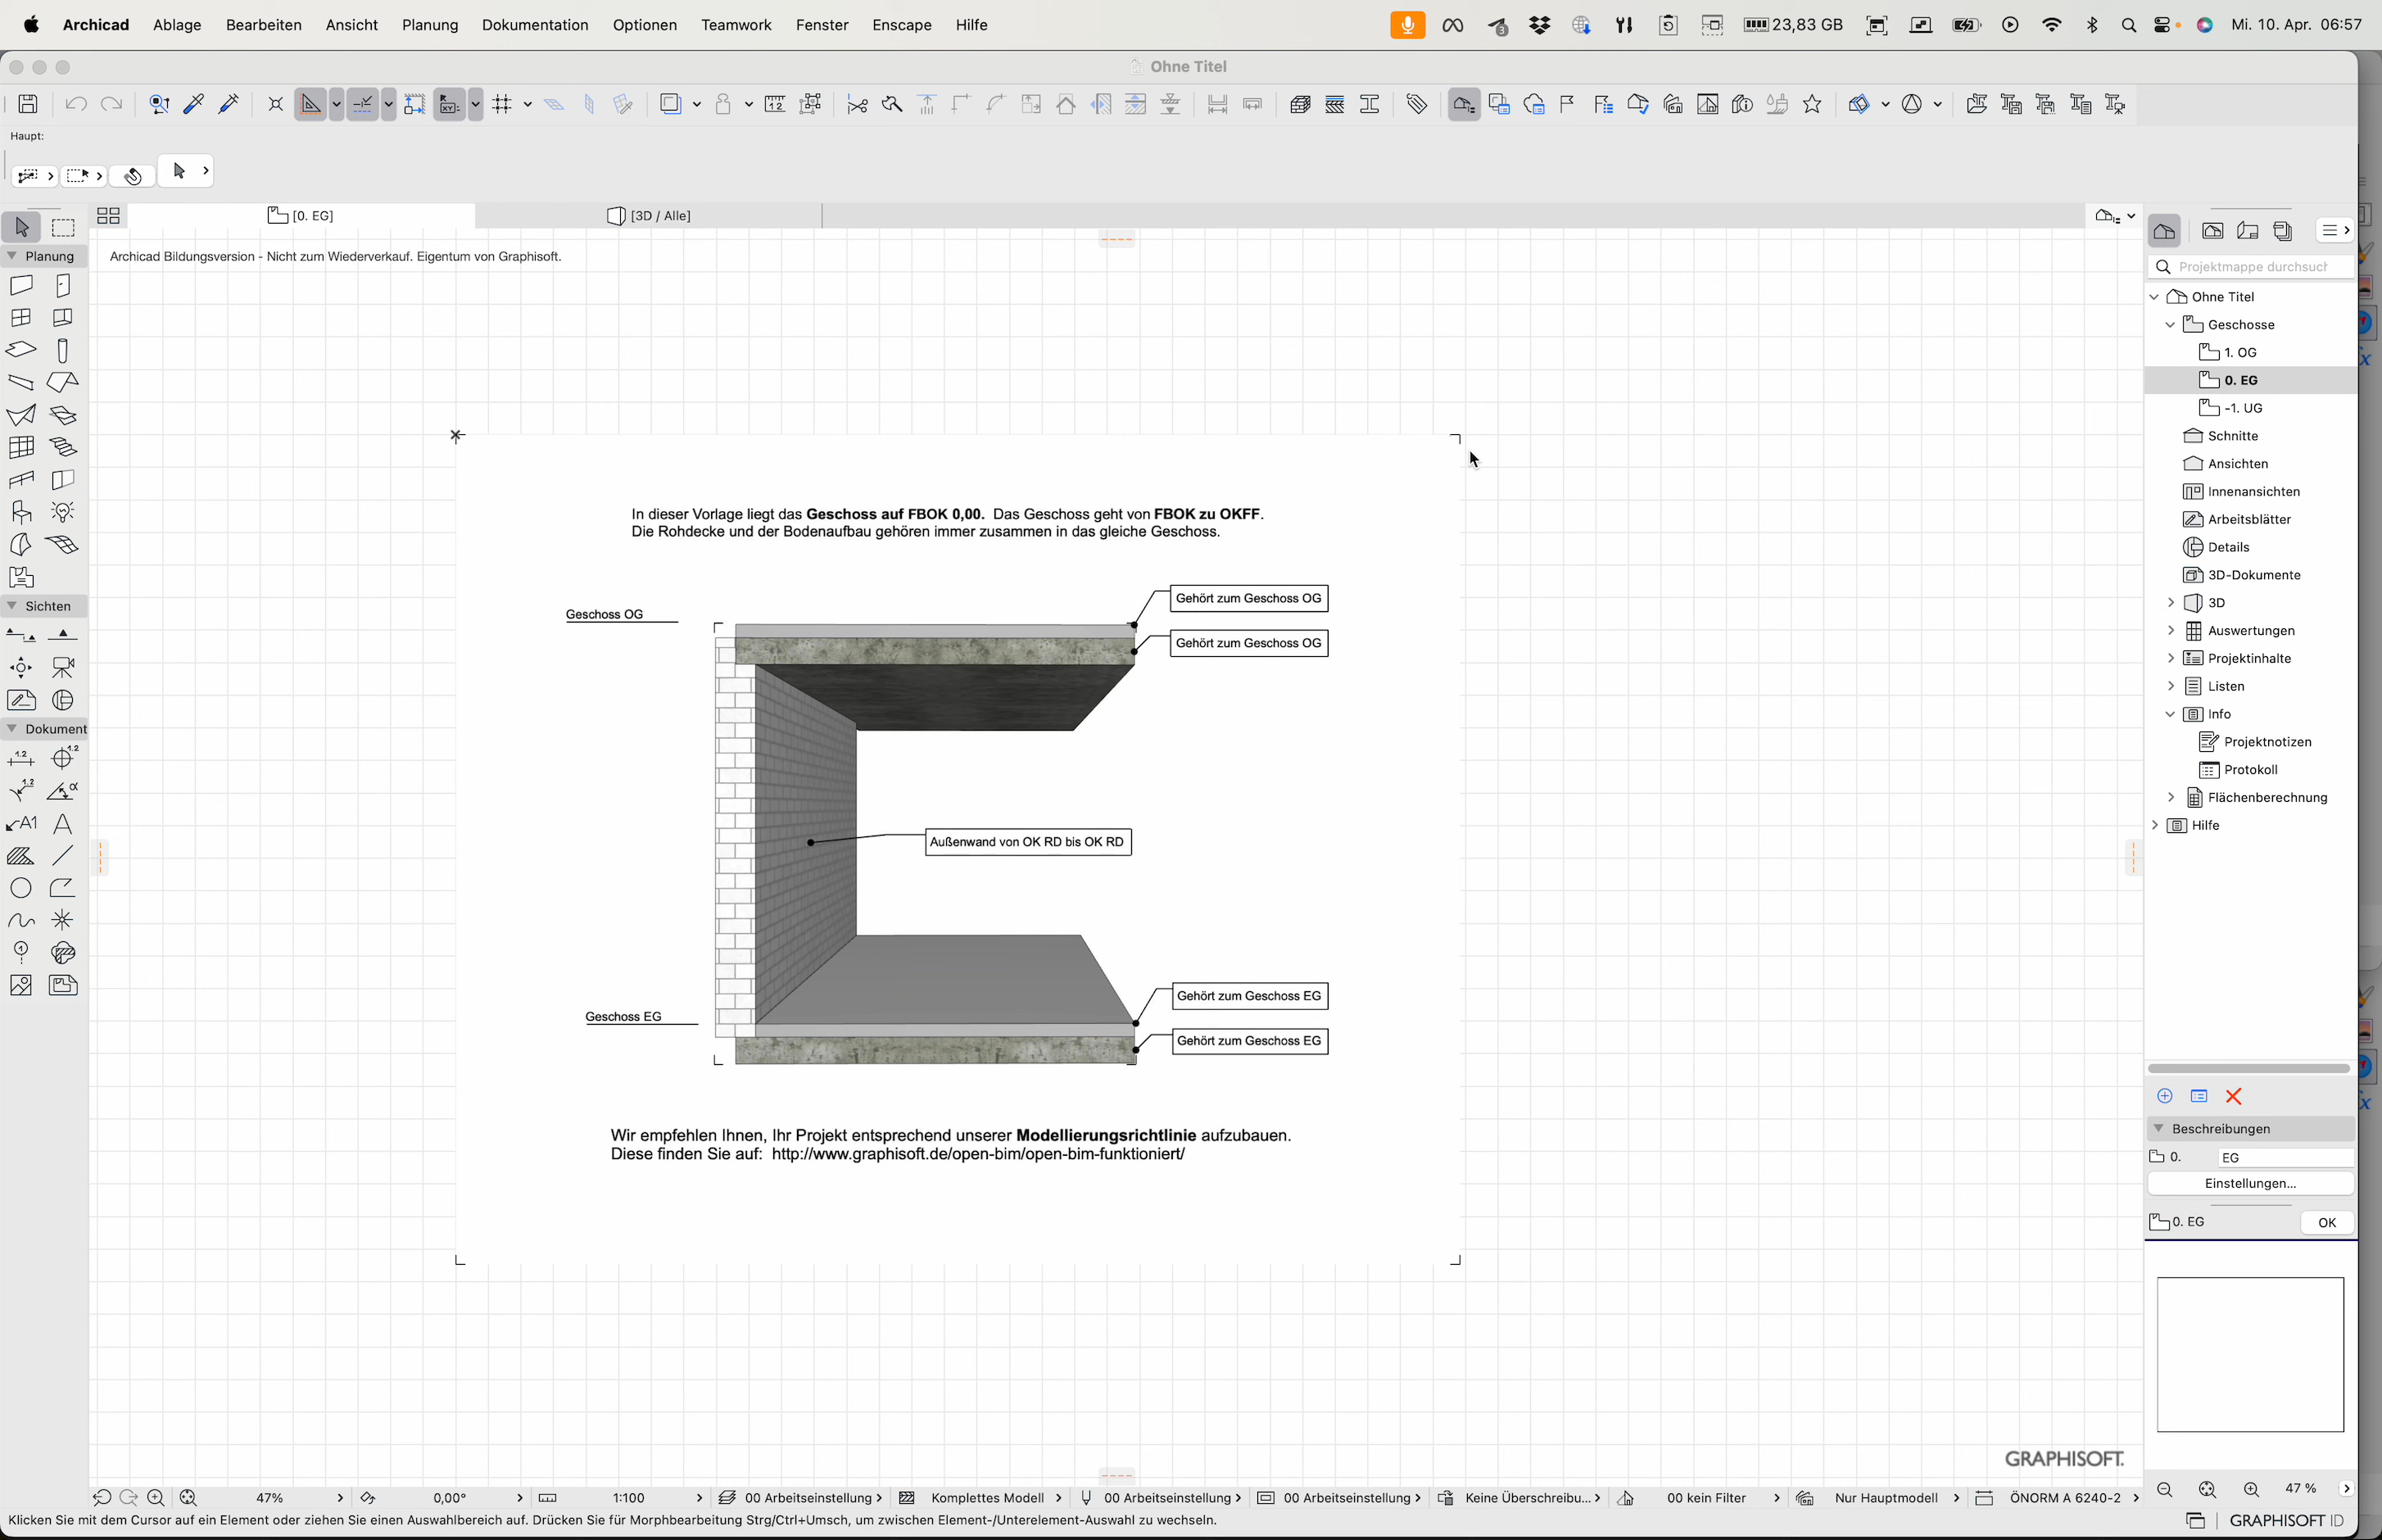 Archicad Ablage Bearbeiten Ansicht Planung Dokumentation Optionen Teamwork Fenster Enscape Hilfe 3 23,83 GB Mi. 10. Apr. 06:57
Ohne Titel
Haupt:
[0. EG] [3D / Alle]
Archicad Bildungsversion - Nicht zum Wiederverkauf. Eigentum von Graphisoft.
Planung
Sichten
Dokument
In dieser Vorlage liegt das Geschoss auf FBOK 0,00. Das Geschoss geht von FBOK zu OKFF.
Die Rohdecke und der Bodenaufbau gehören immer zusammen in das gleiche Geschoss.
Geschoss OG
Gehört zum Geschoss OG
Gehört zum Geschoss OG
Außenwand von OK RD bis OK RD
Geschoss EG
Gehört zum Geschoss EG
Gehört zum Geschoss EG
Wir empfehlen Ihnen, Ihr Projekt entsprechend unserer Modellierungsrichtlinie aufzubauen.
Diese finden Sie auf: http://www.graphisoft.de/open-bim/open-bim-funktioniert/
GRAPHISOFT.
Projektmappe durchsuch
Ohne Titel
Geschosse
1. OG
0. EG
-1. UG
Schnitte
Ansichten
Innenansichten
Arbeitsblätter
Details
3D-Dokumente
3D
Auswertungen
Projektinhalte
Listen
Info
Projektnotizen
Protokoll
Flächenberechnung
Hilfe
Beschreibungen
0. EG
Einstellungen...
0. EG OK
47 %
47% 0,00° 1:100 00 Arbeitseinstellung Komplettes Modell 00 Arbeitseinstellung 00 Arbeitseinstellung Keine Überschreibu... 00 kein Filter Nur Hauptmodell ÖNORM A 6240-2
Klicken Sie mit dem Cursor auf ein Element oder ziehen Sie einen Auswahlbereich auf. Drücken Sie für Morphbearbeitung Strg/Ctrl+Umsch, um zwischen Element-/Unterelement-Auswahl zu wechseln.
GRAPHISOFT ID